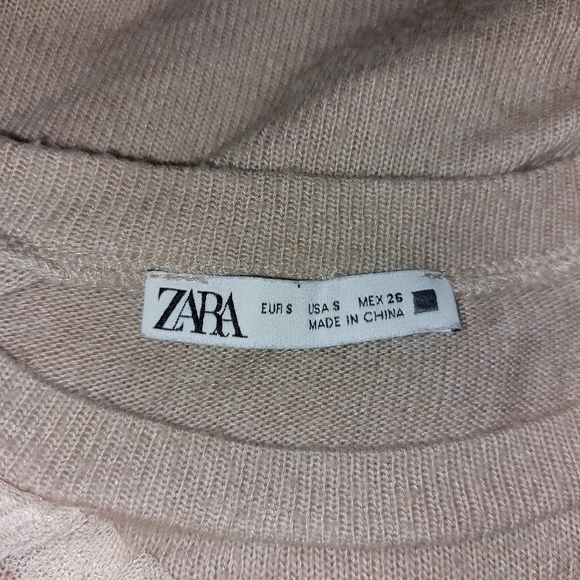 ZARA EUR S USA S MEX 26
MADE IN CHINA